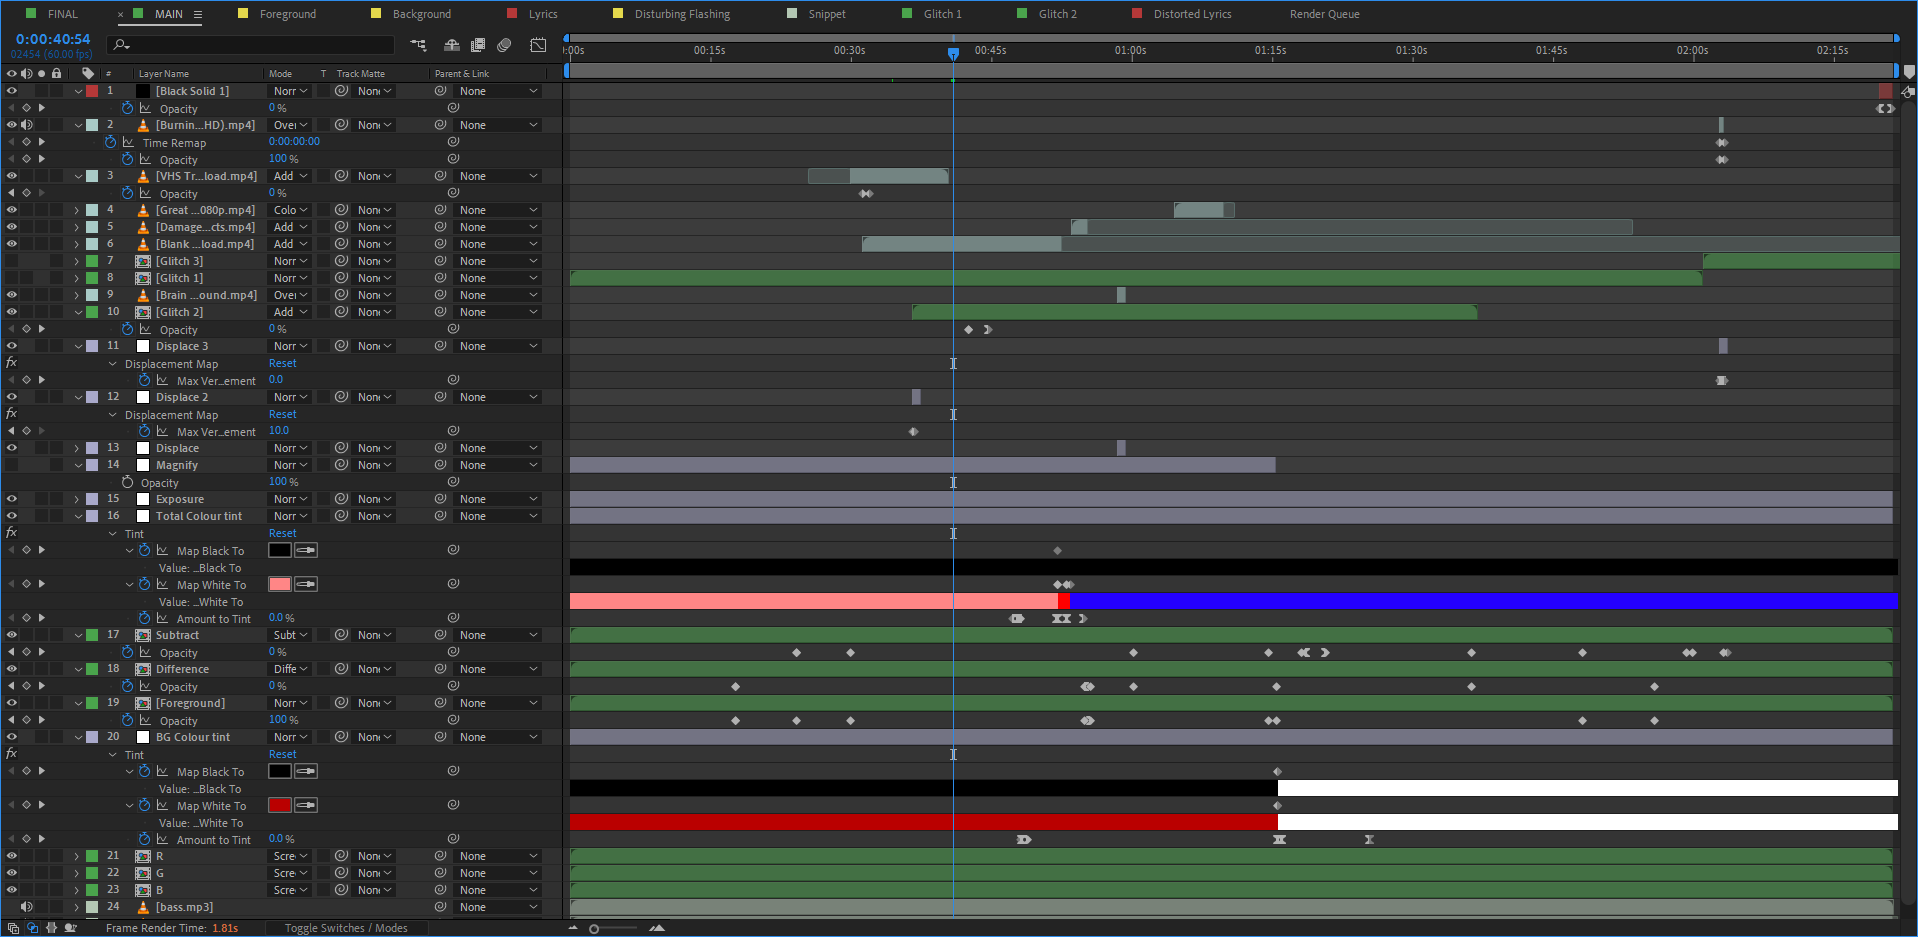 FINAL
× MAIN ☰
Foreground
Background
Lyrics
Disturbing Flashing
Snippet
Glitch 1
Glitch 2
Distorted Lyrics
Render Queue
0:00:40:54
02454 (60.00 fps)
:00s 00:15s 00:30s 00:45s 01:00s 01:15s 01:30s 01:45s 02:00s 02:15s
# Layer Name Mode T Track Matte Parent & Link
1 [Black Solid 1] Norr None None
Opacity 0 %
2 [Burnin...HD).mp4] Over None None
Time Remap 0:00:00:00
Opacity 100 %
3 [VHS Tr...load.mp4] Add None None
Opacity 0 %
4 [Great ...080p.mp4] Colo None None
5 [Damage...cts.mp4] Add None None
6 [Blank ...load.mp4] Add None None
7 [Glitch 3] Norr None None
8 [Glitch 1] Norr None None
9 [Brain ...ound.mp4] Over None None
10 [Glitch 2] Add None None
Opacity 0 %
11 Displace 3 Norr None None
fx Displacement Map Reset
Max Ver...ement 0.0
12 Displace 2 Norr None None
fx Displacement Map Reset
Max Ver...ement 10.0
13 Displace Norr None None
14 Magnify Norr None None
Opacity 100 %
15 Exposure Norr None None
16 Total Colour tint Norr None None
fx Tint Reset
Map Black To
Value: ...Black To
Map White To
Value: ...White To
Amount to Tint 0.0 %
17 Subtract Subt None None
Opacity 0 %
18 Difference Diffe None None
Opacity 0 %
19 [Foreground] Norr None None
Opacity 100 %
20 BG Colour tint Norr None None
fx Tint Reset
Map Black To
Value: ...Black To
Map White To
Value: ...White To
Amount to Tint 0.0 %
21 R Scre None None
22 G Scre None None
23 B Scre None None
24 [bass.mp3] None
Frame Render Time: 1.81s Toggle Switches / Modes